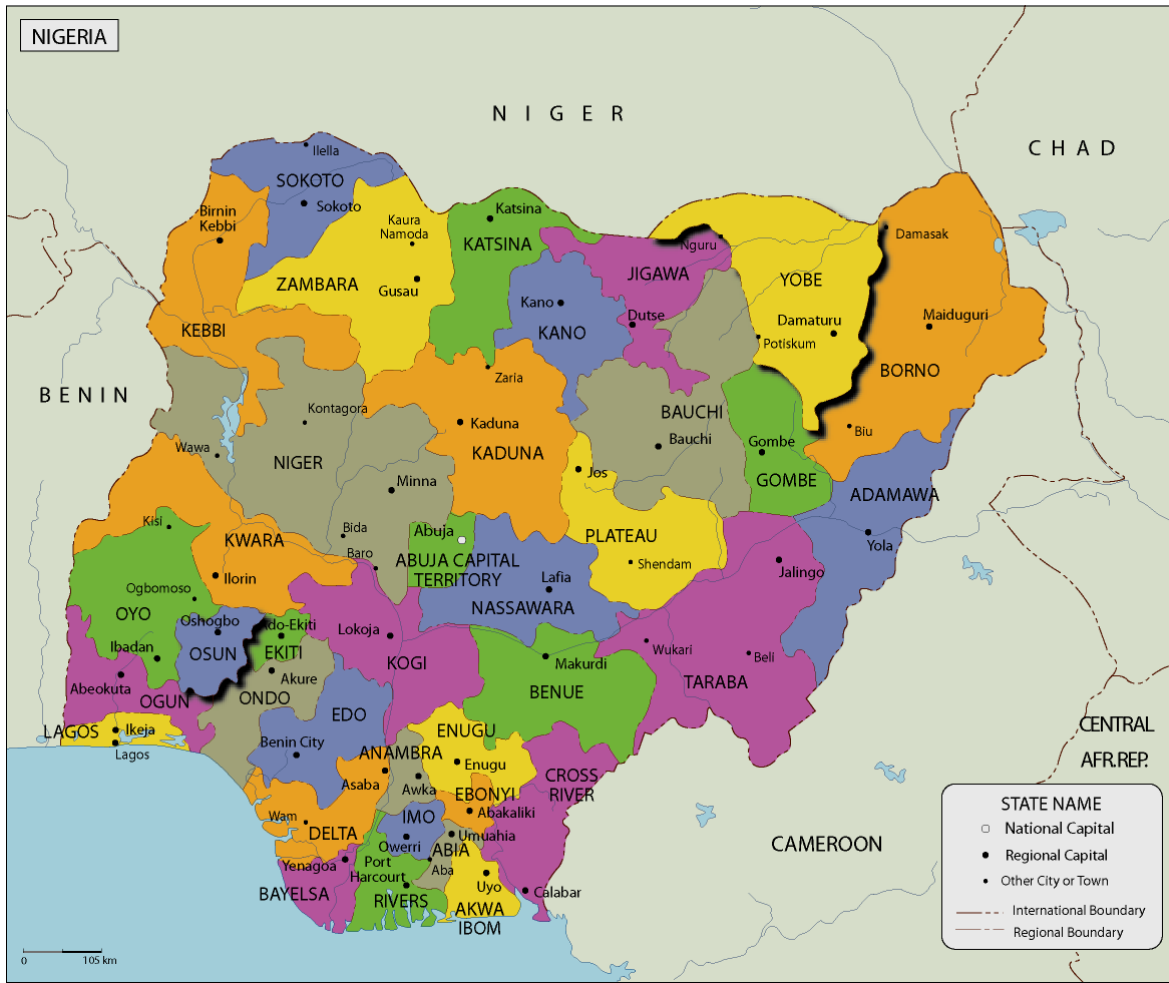 NIGERIA
NIGER
CHAD
Ilella
SOKOTO
Sokoto
Birnin
Kebbi
Kaura
Namoda
Katsina
KATSINA
ZAMBARA
Gusau
Nguru
Damasak
JIGAWA
YOBE
Kano
KANO
Dutse
Damaturu
Maiduguri
KEBBI
Potiskum
BORNO
BENIN
Zaria
Kontagora
Kaduna
KADUNA
BAUCHI
Bauchi
Biu
Wawa
NIGER
Gombe
GOMBE
Jos
ADAMAWA
Minna
Kisi
Bida
Baro
Abuja
ABUJA CAPITAL
TERRITORY
KWARA
PLATEAU
Shendam
Yola
Jalingo
Ilorin
Lafia
NASSAWARA
Ogbomoso
OYO
Oshogbo
do-Ekiti
EKITI
Lokoja
Wukari
Beli
Ibadan
OSUN
KOGI
Makurdi
BENUE
TARABA
Abeokuta
OGUN
ONDO
Akure
EDO
LAGOS
Ikeja
Lagos
Benin City
ENUGU
Enugu
ANAMBRA
Asaba
Awka
CROSS
RIVER
EBONYI
Abakaliki
CENTRAL
AFR.REP.
Wam
DELTA
IMO
Owerri
Umuahia
ABIA
Aba
Yenagoa
BAYELSA
Port
Harcourt
RIVERS
Uyo
AKWA
IBOM
Calabar
CAMEROON
STATE NAME
National Capital
Regional Capital
Other City or Town
International Boundary
Regional Boundary
0 105 km